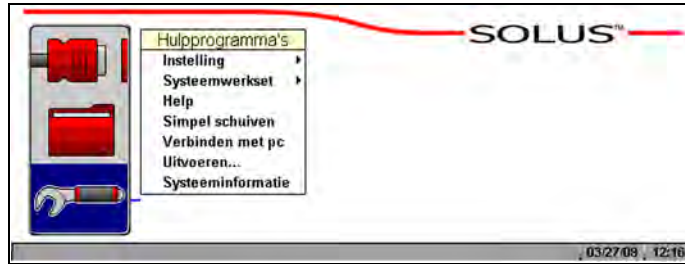 SOLUS™
Hulpprogramma's
Instelling
Systeemwerkset
Help
Simpel schuiven
Verbinden met pc
Uitvoeren...
Systeeminformatie
03/27/09 12:16